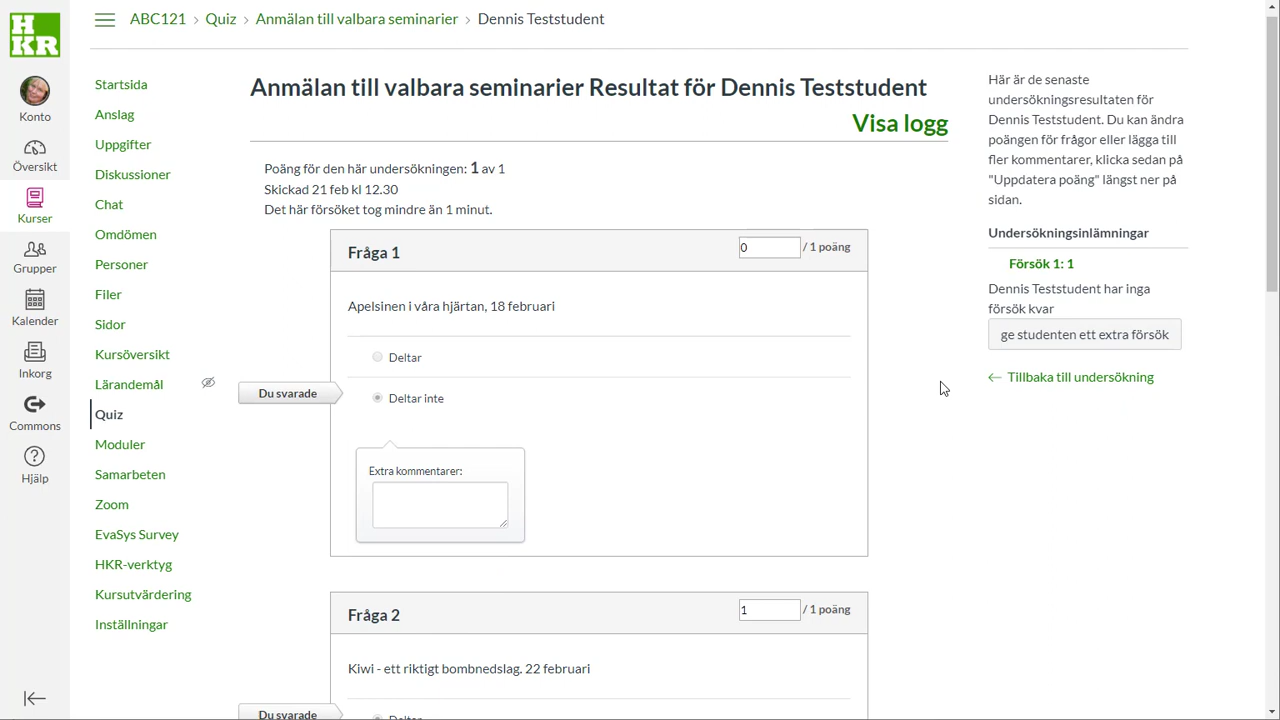 HKR
ABC121 > Quiz > Anmälan till valbara seminarier > Dennis Teststudent
Konto
Översikt
Kurser
Grupper
Kalender
Inkorg
Commons
Hjälp
Startsida
Anslag
Uppgifter
Diskussioner
Chat
Omdömen
Personer
Filer
Sidor
Kursöversikt
Lärandemål
Quiz
Moduler
Samarbeten
Zoom
EvaSys Survey
HKR-verktyg
Kursutvärdering
Inställningar
Anmälan till valbara seminarier Resultat för Dennis Teststudent
Visa logg
Poäng för den här undersökningen: 1 av 1
Skickad 21 feb kl 12.30
Det här försöket tog mindre än 1 minut.
Fråga 1
0 / 1 poäng
Apelsinen i våra hjärtan, 18 februari
Deltar
Du svarade
Deltar inte
Extra kommentarer:
Fråga 2
1 / 1 poäng
Kiwi - ett riktigt bombnedslag. 22 februari
Du svarade
Deltar
Här är de senaste
undersökningsresultaten för
Dennis Teststudent. Du kan ändra
poängen för frågor eller lägga till
fler kommentarer, klicka sedan på
"Uppdatera poäng" längst ner på
sidan.
Undersökningsinlämningar
Försök 1: 1
Dennis Teststudent har inga
försök kvar
ge studenten ett extra försök
← Tillbaka till undersökning